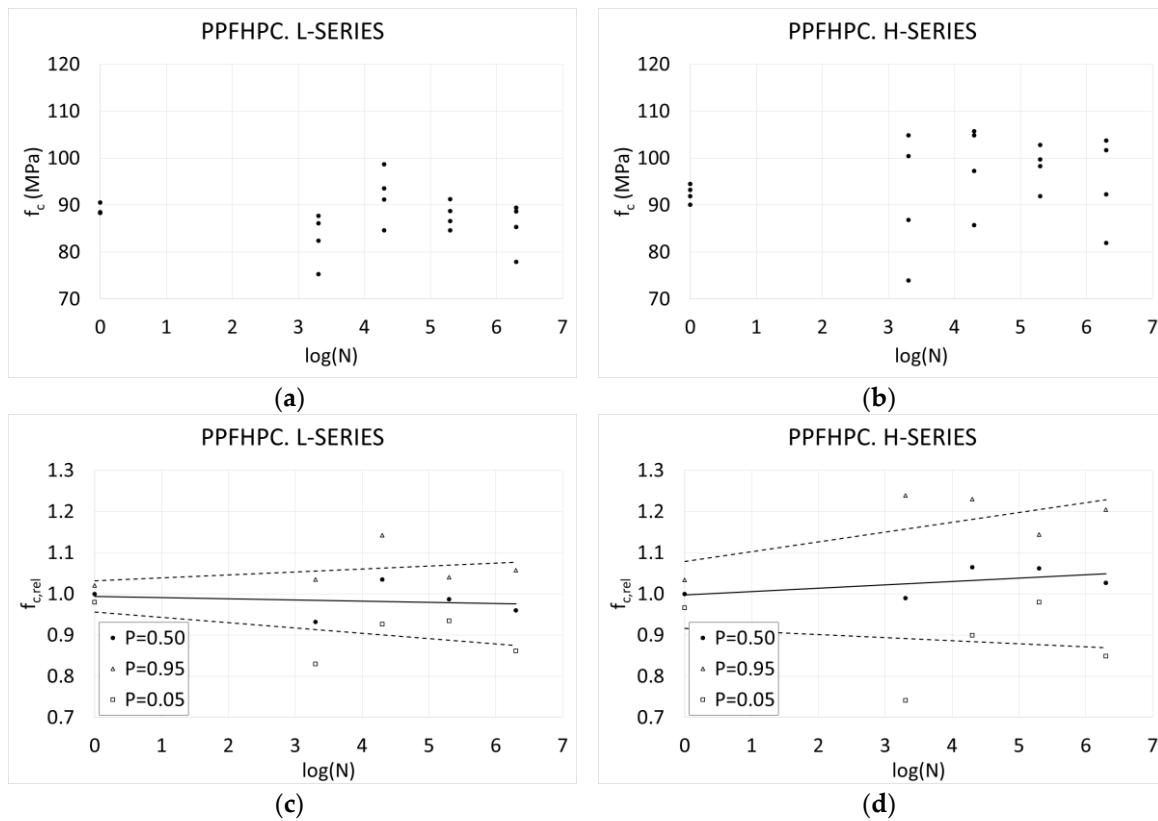 PPFHPC. L-SERIES
120
110
100
90
80
70
f_c (MPa)
0 1 2 3 4 5 6 7
log(N)
(a)
PPFHPC. H-SERIES
120
110
100
90
80
70
f_c (MPa)
0 1 2 3 4 5 6 7
log(N)
(b)
PPFHPC. L-SERIES
1.3
1.2
1.1
1.0
0.9
0.8
0.7
f_c,rel
P=0.50
P=0.95
P=0.05
0 1 2 3 4 5 6 7
log(N)
(c)
PPFHPC. H-SERIES
1.3
1.2
1.1
1.0
0.9
0.8
0.7
f_c,rel
P=0.50
P=0.95
P=0.05
0 1 2 3 4 5 6 7
log(N)
(d)